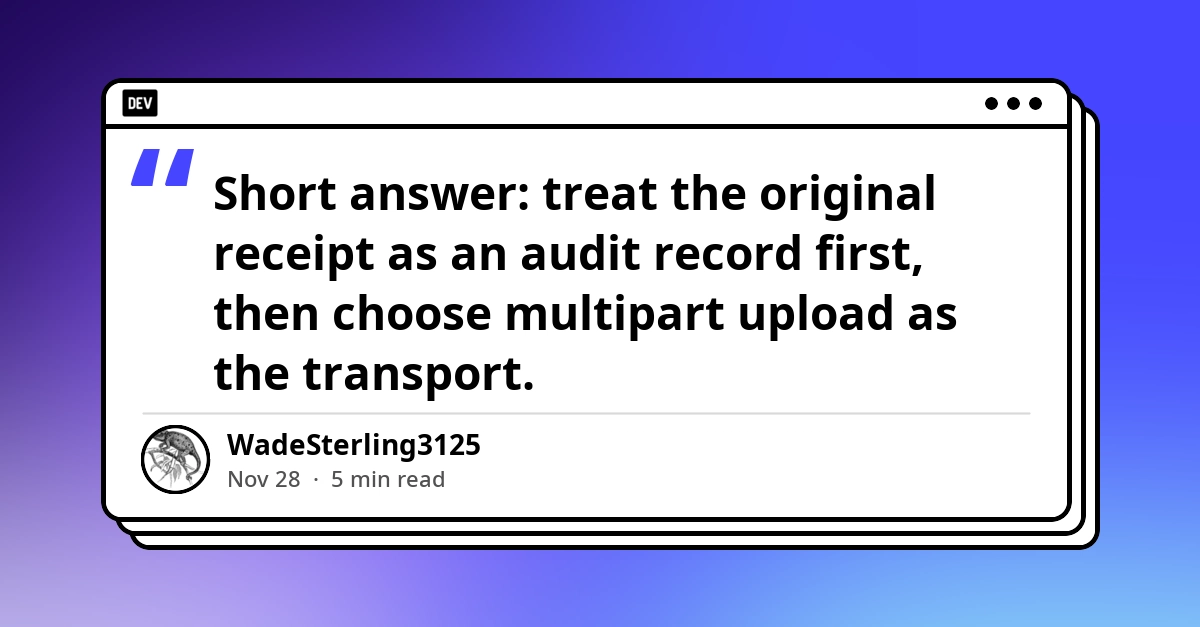 DEV
“
Short answer: treat the original
receipt as an audit record first,
then choose multipart upload as
the transport.
WadeSterling3125
Nov 28 · 5 min read